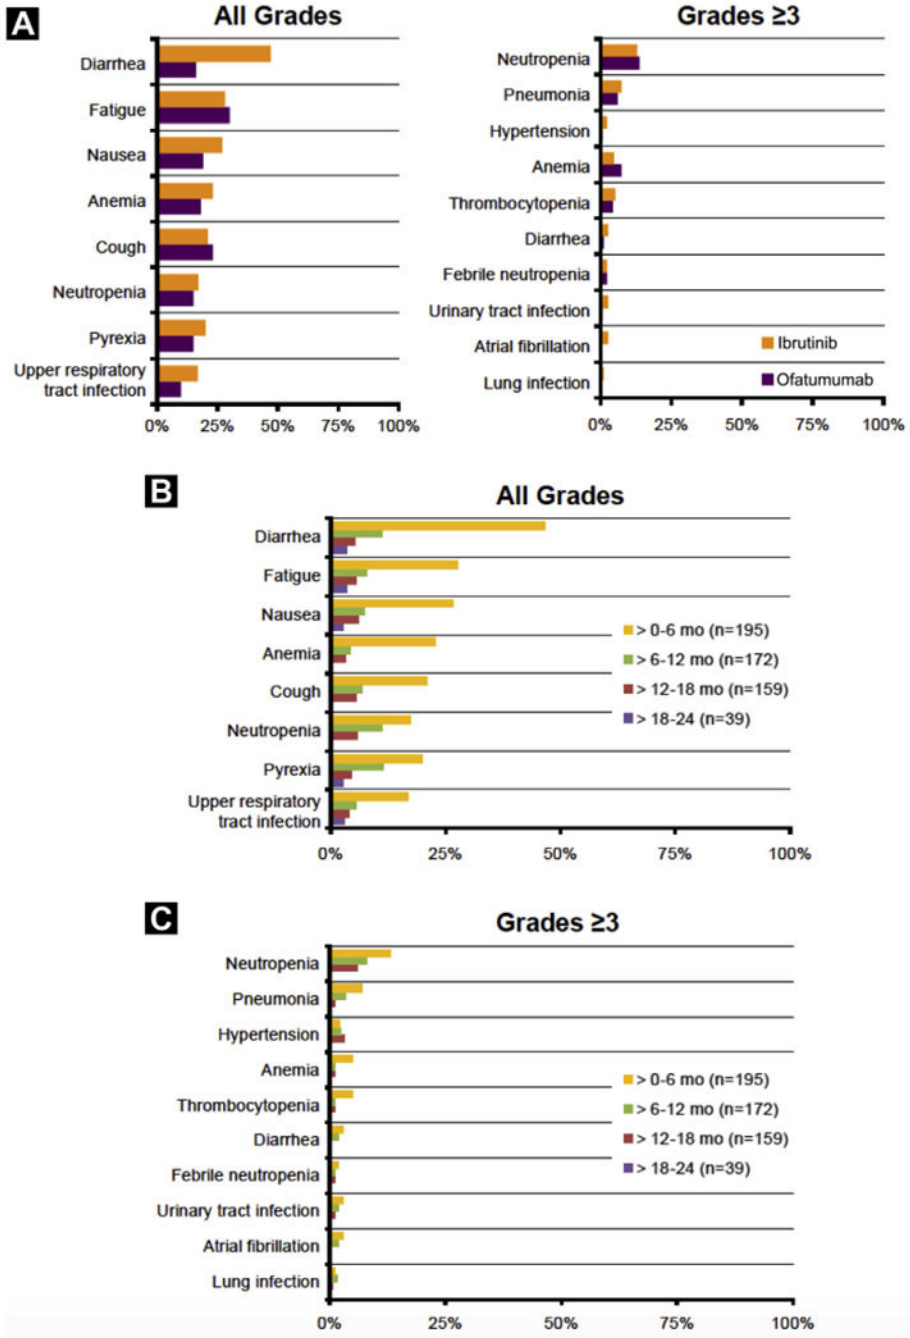 A
All Grades
Diarrhea
Fatigue
Nausea
Anemia
Cough
Neutropenia
Pyrexia
Upper respiratory
tract infection
0% 25% 50% 75% 100%
Grades ≥3
Neutropenia
Pneumonia
Hypertension
Anemia
Thrombocytopenia
Diarrhea
Febrile neutropenia
Urinary tract infection
Atrial fibrillation
Lung infection
Ibrutinib
Ofatumumab
0% 25% 50% 75% 100%
B
All Grades
Diarrhea
Fatigue
Nausea
Anemia
Cough
Neutropenia
Pyrexia
Upper respiratory
tract infection
> 0-6 mo (n=195)
> 6-12 mo (n=172)
> 12-18 mo (n=159)
> 18-24 (n=39)
0% 25% 50% 75% 100%
C
Grades ≥3
Neutropenia
Pneumonia
Hypertension
Anemia
Thrombocytopenia
Diarrhea
Febrile neutropenia
Urinary tract infection
Atrial fibrillation
Lung infection
> 0-6 mo (n=195)
> 6-12 mo (n=172)
> 12-18 mo (n=159)
> 18-24 (n=39)
0% 25% 50% 75% 100%